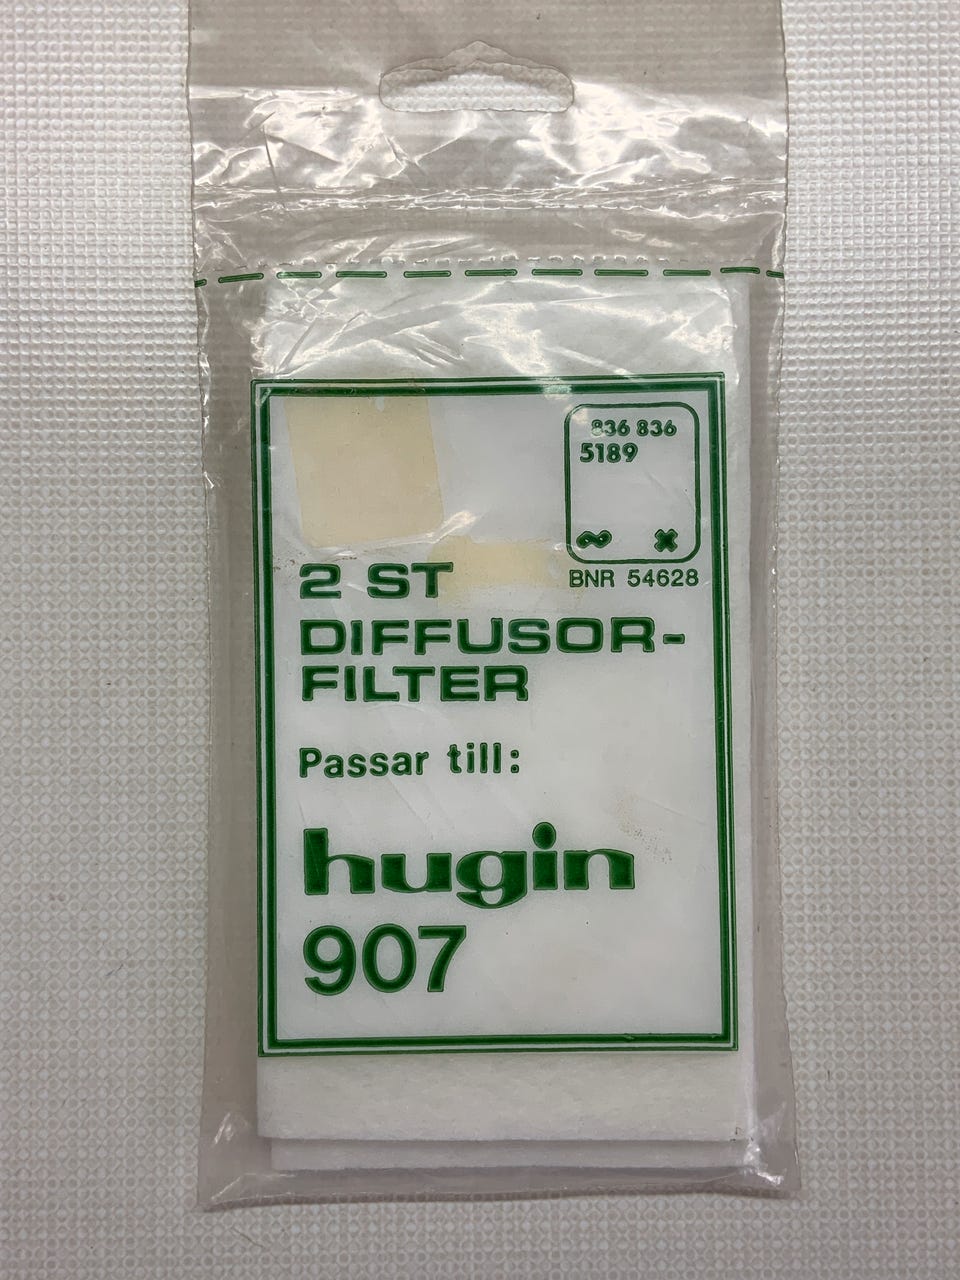 836 836
5189
BNR 54628
2 ST
DIFFUSOR-
FILTER
Passar till:
hugin
907